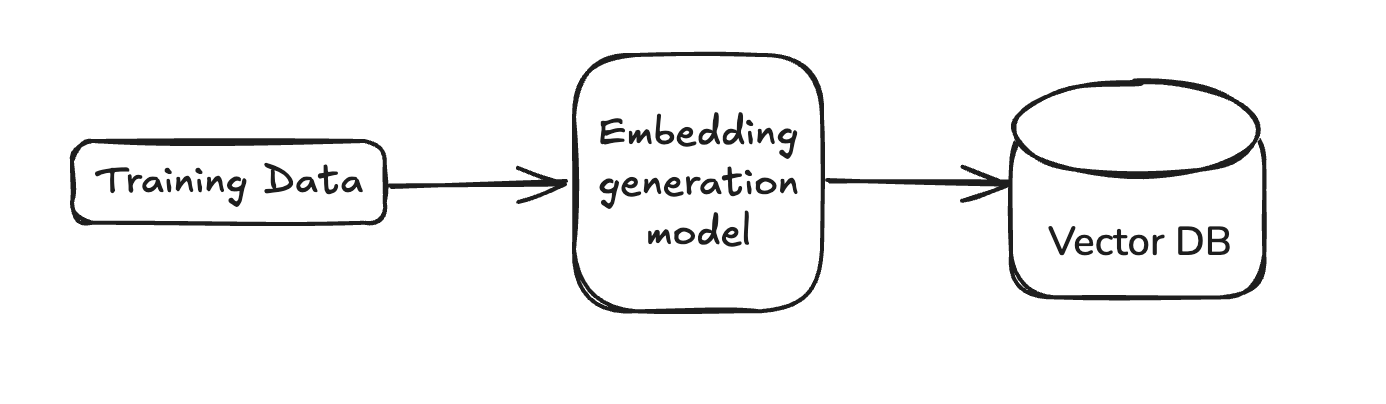 Training Data
Embedding
generation
model
Vector DB